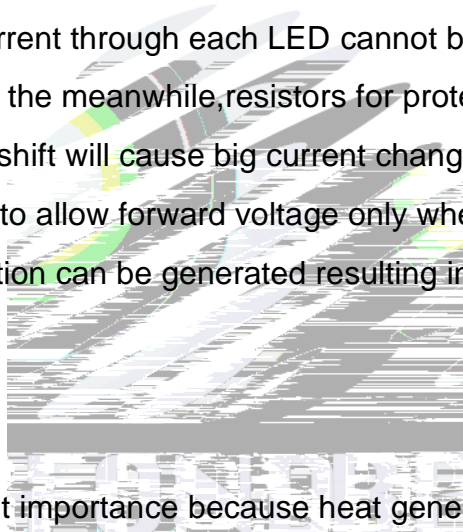 rrent through each LED cannot b
the meanwhile,resistors for prote
shift will cause big current chang
to allow forward voltage only whe
tion can be generated resulting in
t importance because heat gene